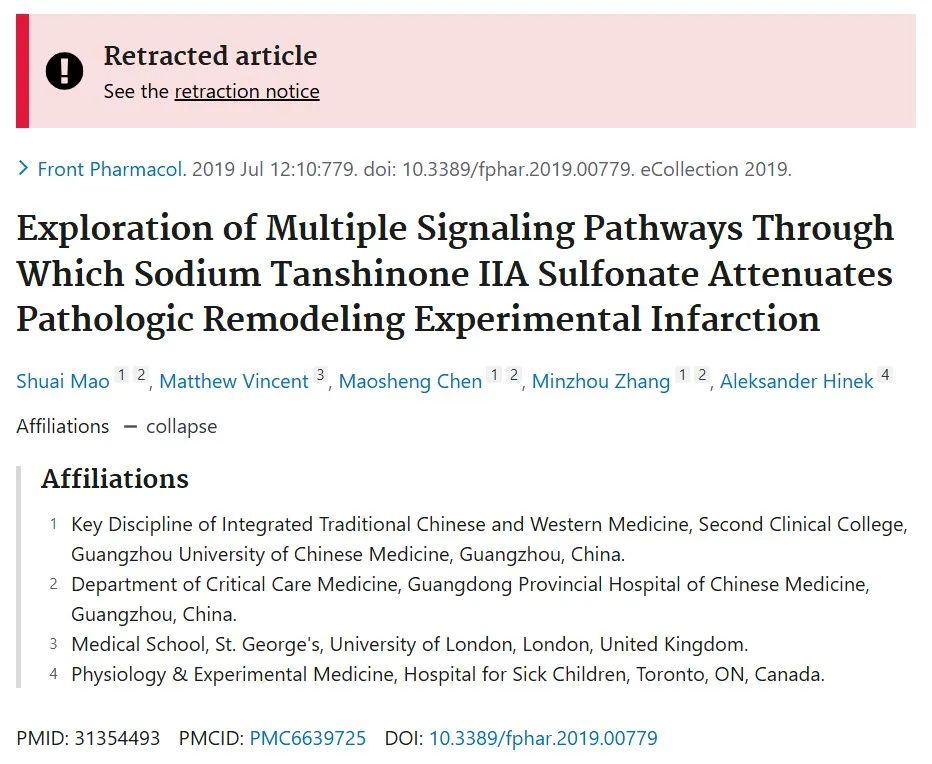 Retracted article
See the retraction notice
Front Pharmacol. 2019 Jul 12:10:779. doi: 10.3389/fphar.2019.00779. eCollection 2019.
Exploration of Multiple Signaling Pathways Through
Which Sodium Tanshinone IIA Sulfonate Attenuates
Pathologic Remodeling Experimental Infarction
Shuai Mao 1 2, Matthew Vincent 3, Maosheng Chen 1 2, Minzhou Zhang 1 2, Aleksander Hinek 4
Affiliations — collapse
Affiliations
1 Key Discipline of Integrated Traditional Chinese and Western Medicine, Second Clinical College,
Guangzhou University of Chinese Medicine, Guangzhou, China.
2 Department of Critical Care Medicine, Guangdong Provincial Hospital of Chinese Medicine,
Guangzhou, China.
3 Medical School, St. George's, University of London, London, United Kingdom.
4 Physiology & Experimental Medicine, Hospital for Sick Children, Toronto, ON, Canada.
PMID: 31354493 PMCID: PMC6639725 DOI: 10.3389/fphar.2019.00779